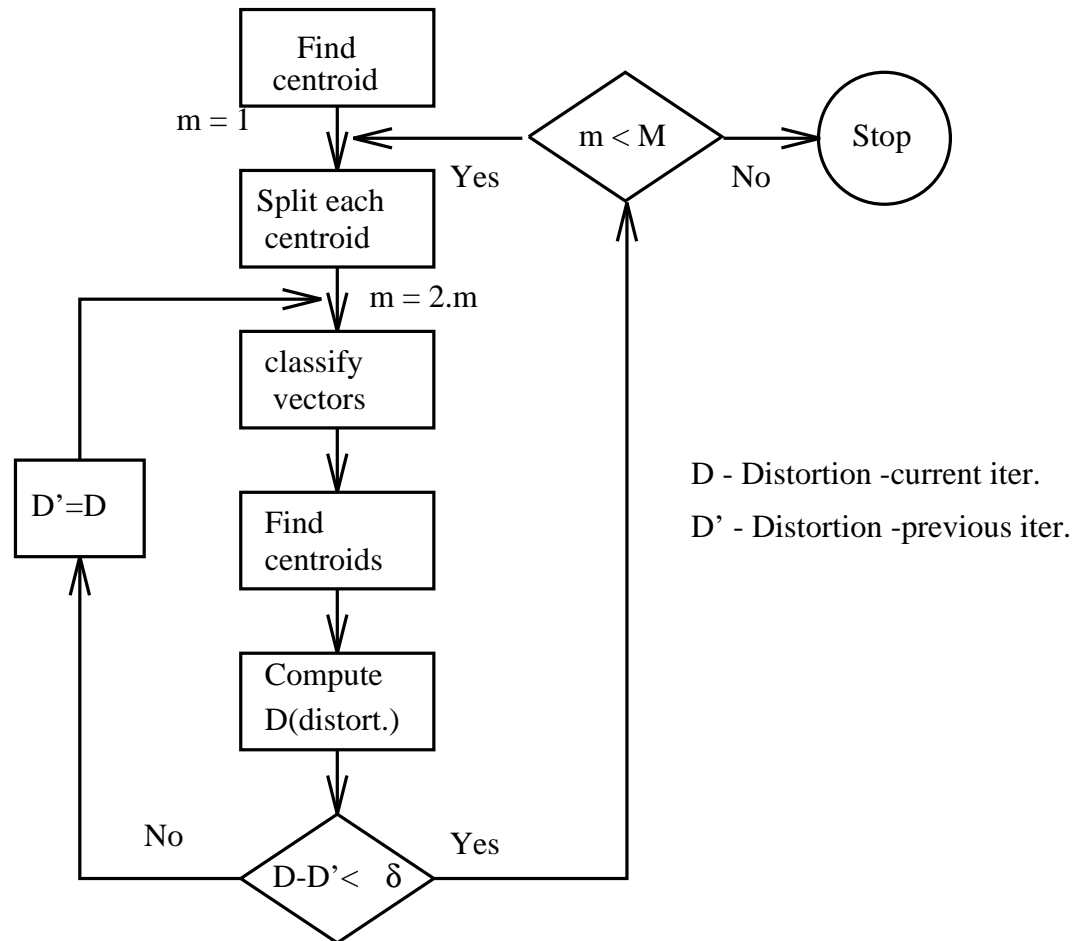 Find
centroid
m = 1
m < M
Stop
Yes
No
Split each
centroid
m = 2.m
classify
vectors
D’=D
Find
centroids
D - Distortion -current iter.
D’ - Distortion -previous iter.
Compute
D(distort.)
No
Yes
D-D’< δ